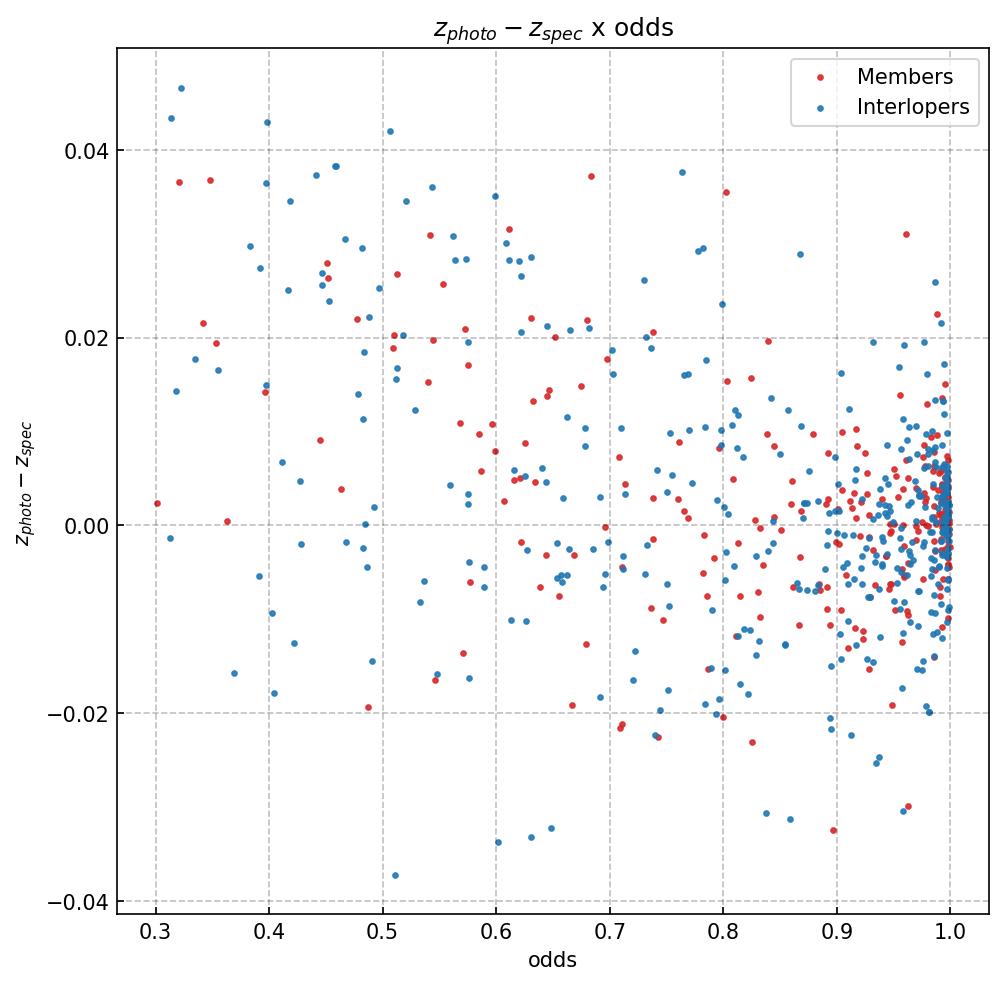 z_photo − z_spec x odds
Members
Interlopers
z_photo − z_spec
0.04
0.02
0.00
−0.02
−0.04
0.3 0.4 0.5 0.6 0.7 0.8 0.9 1.0
odds